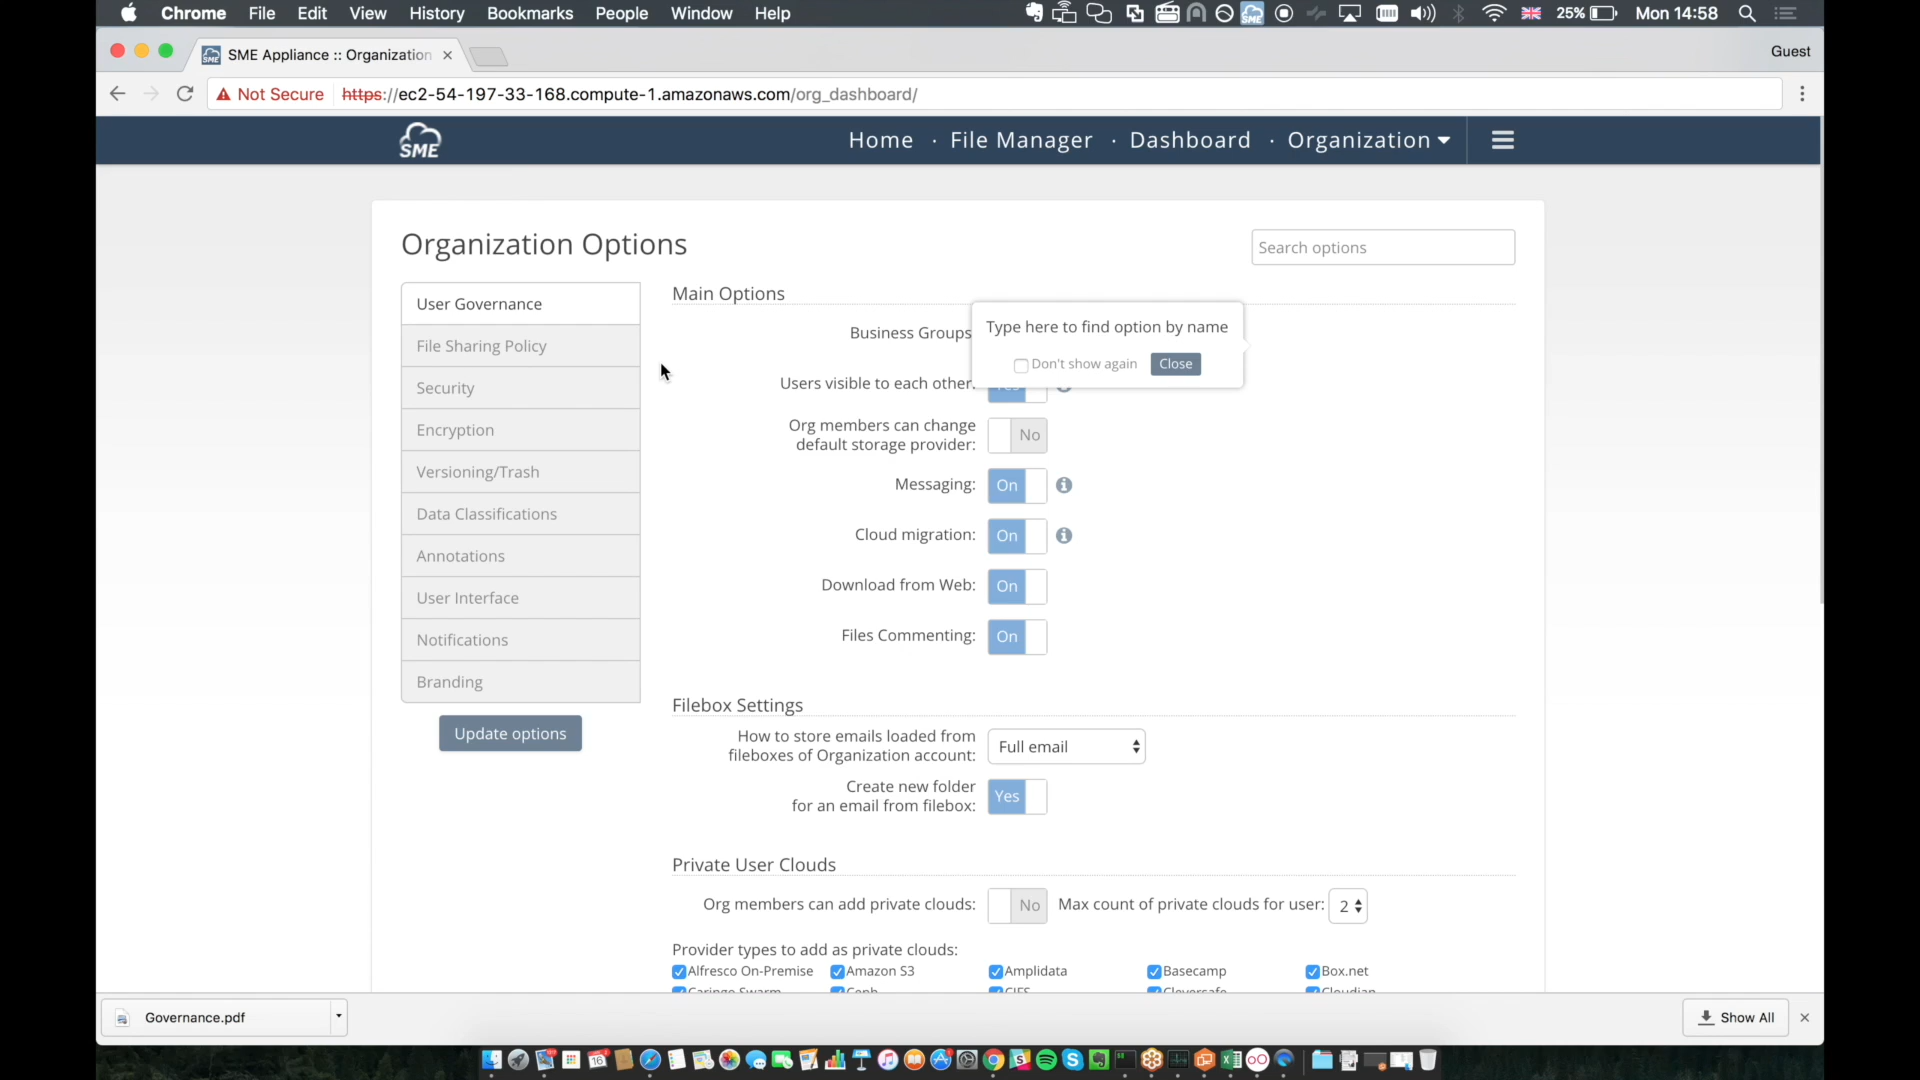 Chrome File Edit View History Bookmarks People Window Help
25% Mon 14:58
SME Appliance :: Organization
Guest
Not Secure https://ec2-54-197-33-168.compute-1.amazonaws.com/org_dashboard/
SME
Home · File Manager · Dashboard · Organization
Organization Options
Search options
User Governance
File Sharing Policy
Security
Encryption
Versioning/Trash
Data Classifications
Annotations
User Interface
Notifications
Branding
Update options
Main Options
Business Groups
Type here to find option by name
Don't show again
Close
Users visible to each other: Yes
Org members can change
default storage provider: No
Messaging: On
Cloud migration: On
Download from Web: On
Files Commenting: On
Filebox Settings
How to store emails loaded from
fileboxes of Organization account: Full email
Create new folder
for an email from filebox: Yes
Private User Clouds
Org members can add private clouds: No Max count of private clouds for user: 2
Provider types to add as private clouds:
Alfresco On-Premise Amazon S3 Amplidata Basecamp Box.net
Caringo Swarm Ceph CIFS Cleversafe Cloudian
Governance.pdf
Show All